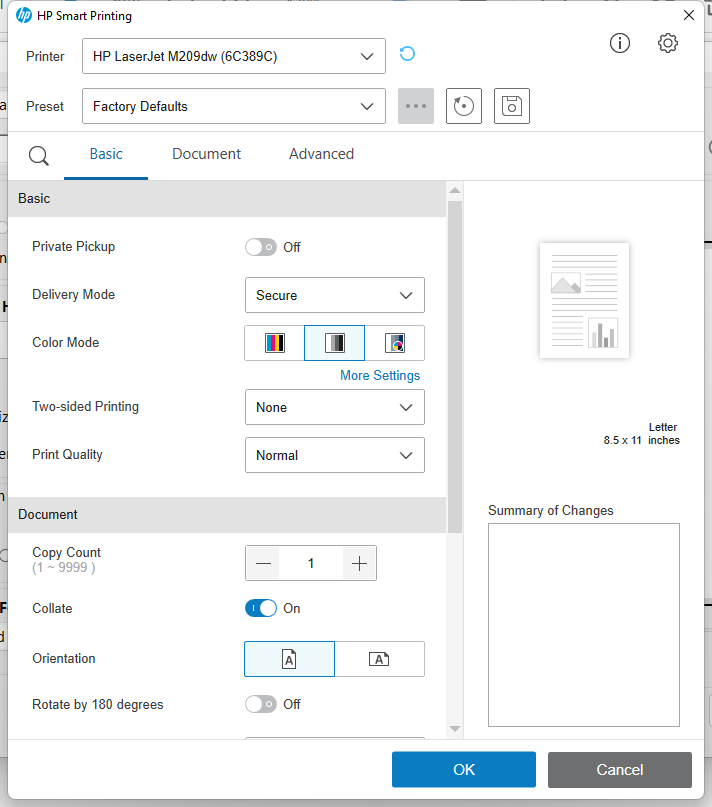 HP Smart Printing
Printer
HP LaserJet M209dw (6C389C)
Preset
Factory Defaults
Basic
Document
Advanced
Basic
Private Pickup
Off
Delivery Mode
Secure
Color Mode
More Settings
Two-sided Printing
None
Print Quality
Normal
Letter
8.5 x 11 inches
Document
Copy Count
(1 ~ 9999 )
1
Collate
On
Orientation
A
A
Rotate by 180 degrees
Off
Summary of Changes
OK
Cancel